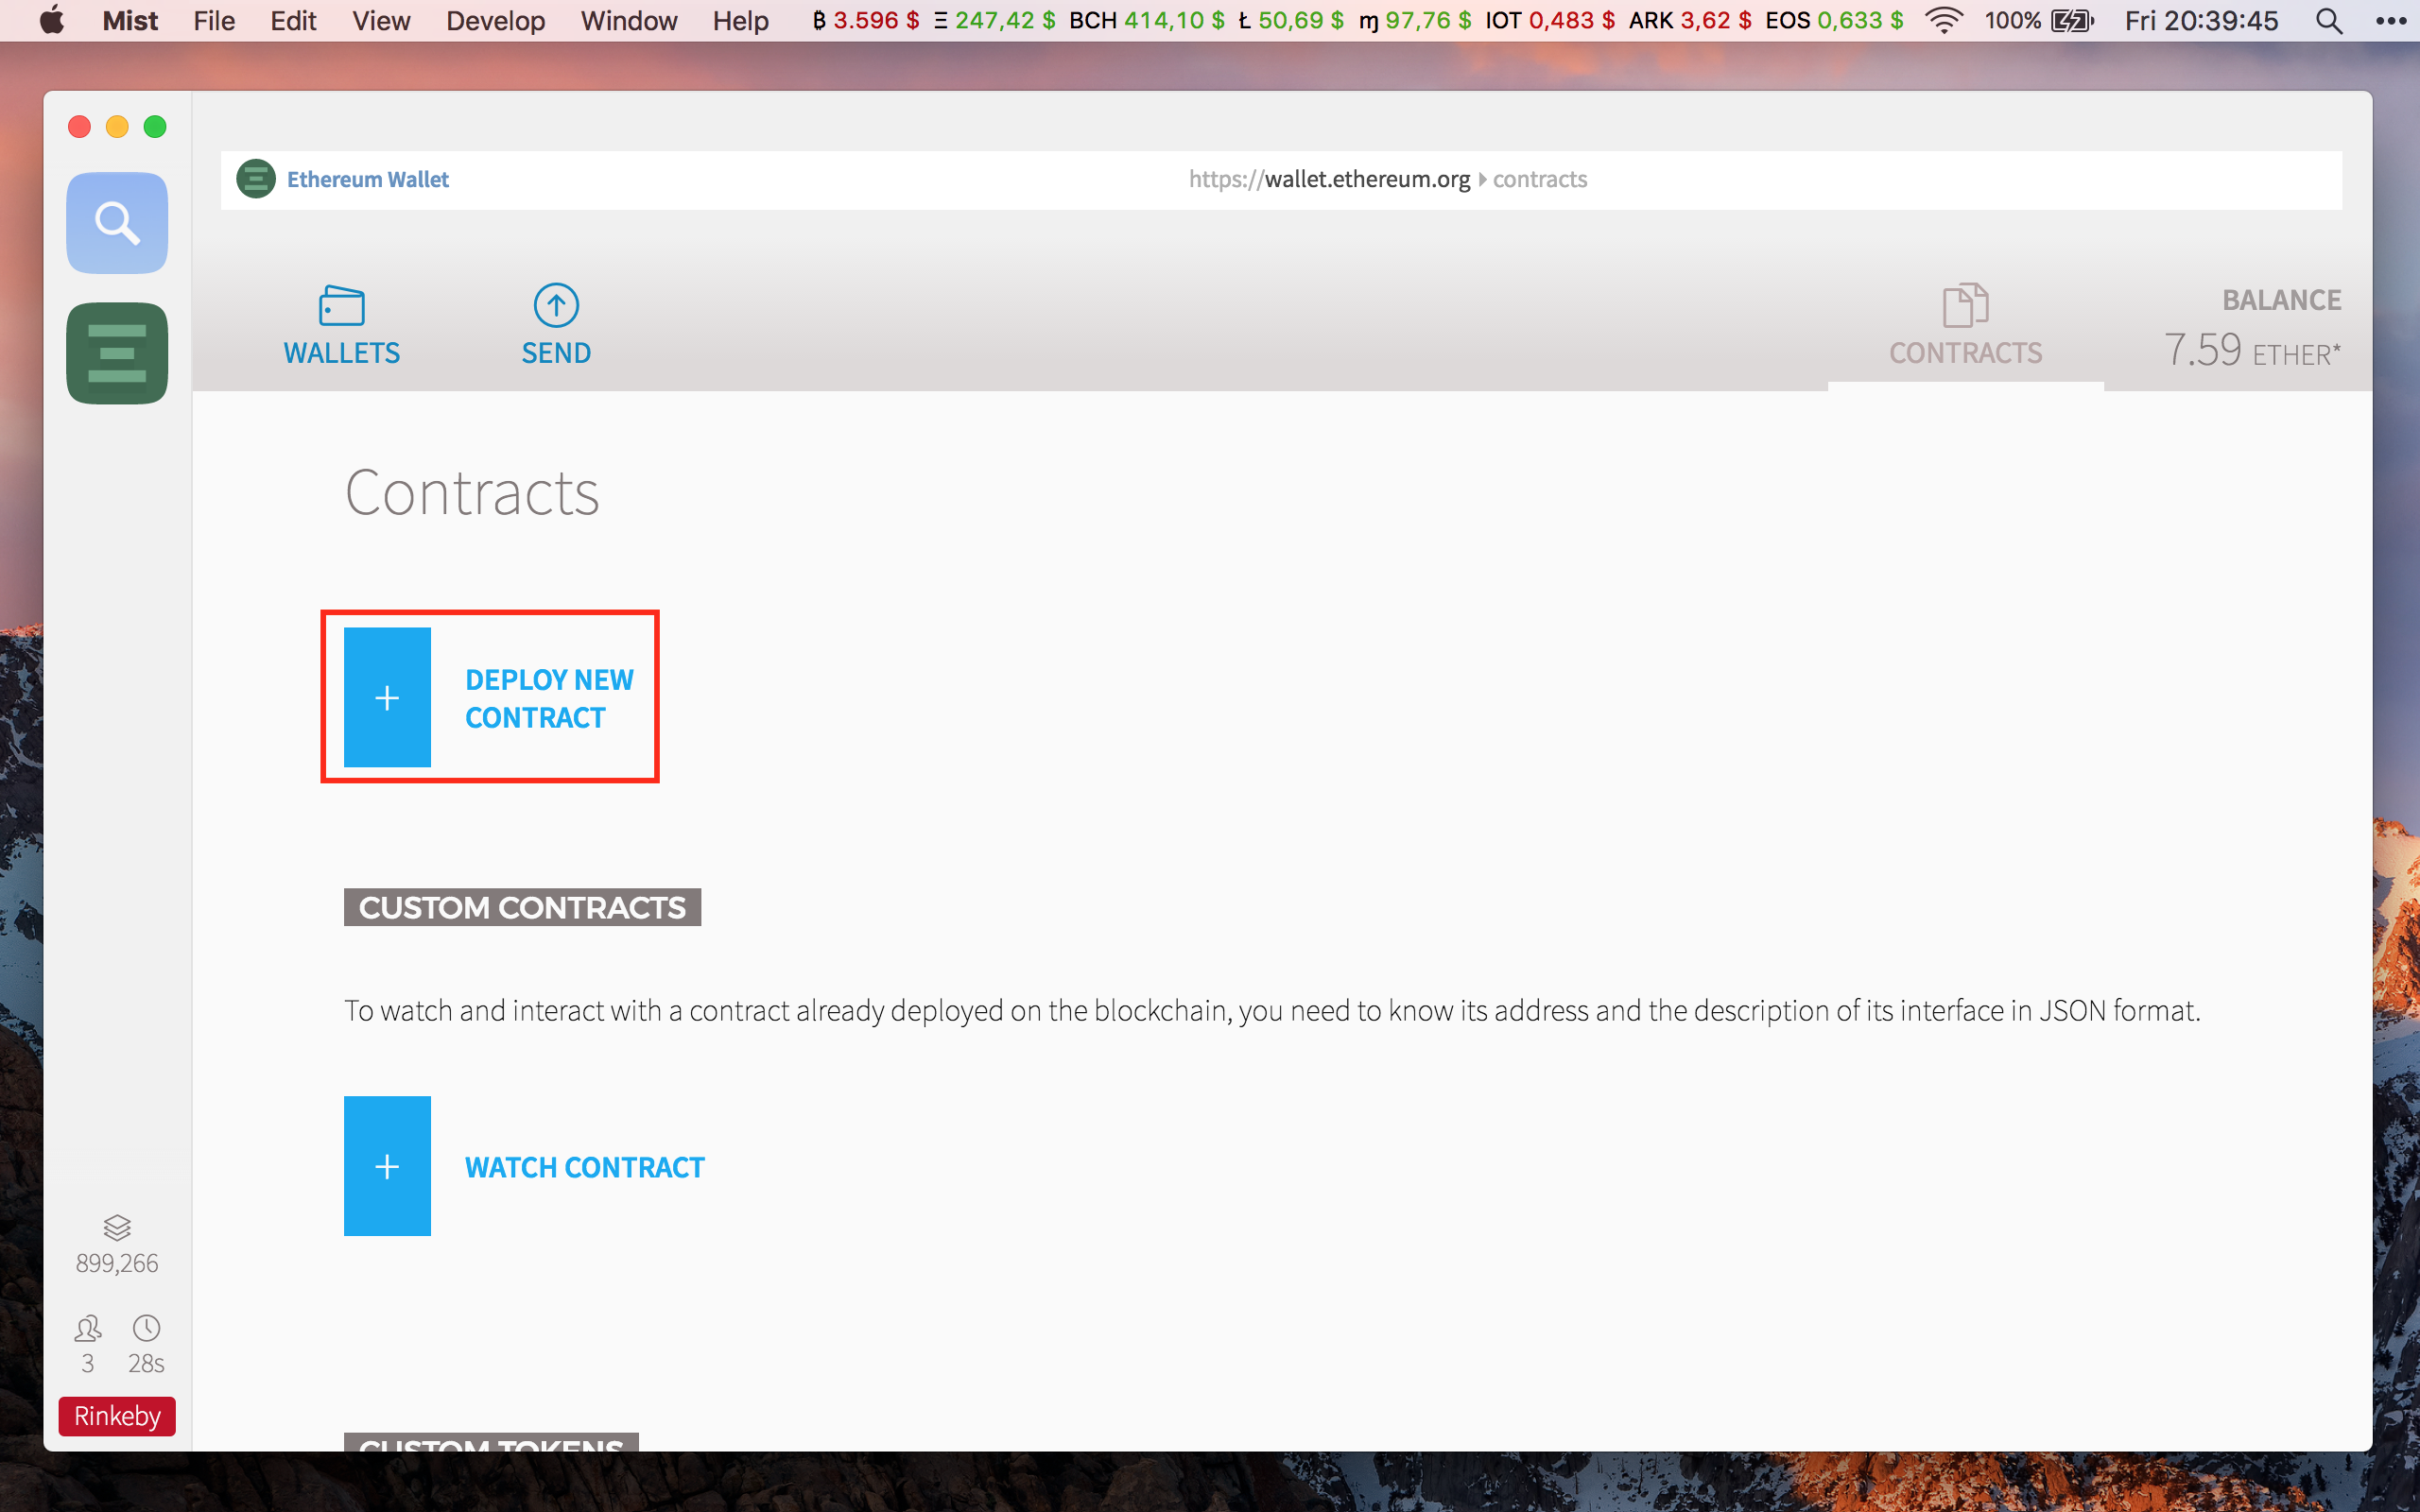 Mist File Edit View Develop Window Help Ƀ 3.596 $ Ξ 247,42 $ BCH 414,10 $ Ł 50,69 $ ɱ 97,76 $ IOT 0,483 $ ARK 3,62 $ EOS 0,633 $ 100% Fri 20:39:45
Ethereum Wallet https://wallet.ethereum.org contracts
WALLETS SEND CONTRACTS
BALANCE
7.59 ETHER*
Contracts
+ DEPLOY NEW
CONTRACT
CUSTOM CONTRACTS
To watch and interact with a contract already deployed on the blockchain, you need to know its address and the description of its interface in JSON format.
+ WATCH CONTRACT
899,266
3 28s
Rinkeby
CUSTOM TOKENS